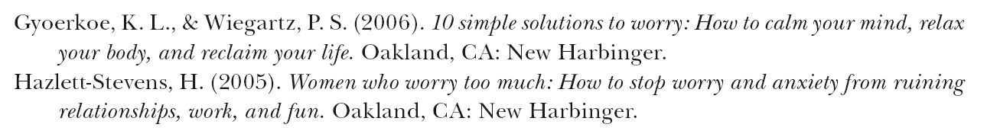 Gyoerkoe, K. L., & Wiegartz, P. S. (2006). 10 simple solutions to worry: How to calm your mind, relax
your body, and reclaim your life. Oakland, CA: New Harbinger.
Hazlett-Stevens, H. (2005). Women who worry too much: How to stop worry and anxiety from ruining
relationships, work, and fun. Oakland, CA: New Harbinger.